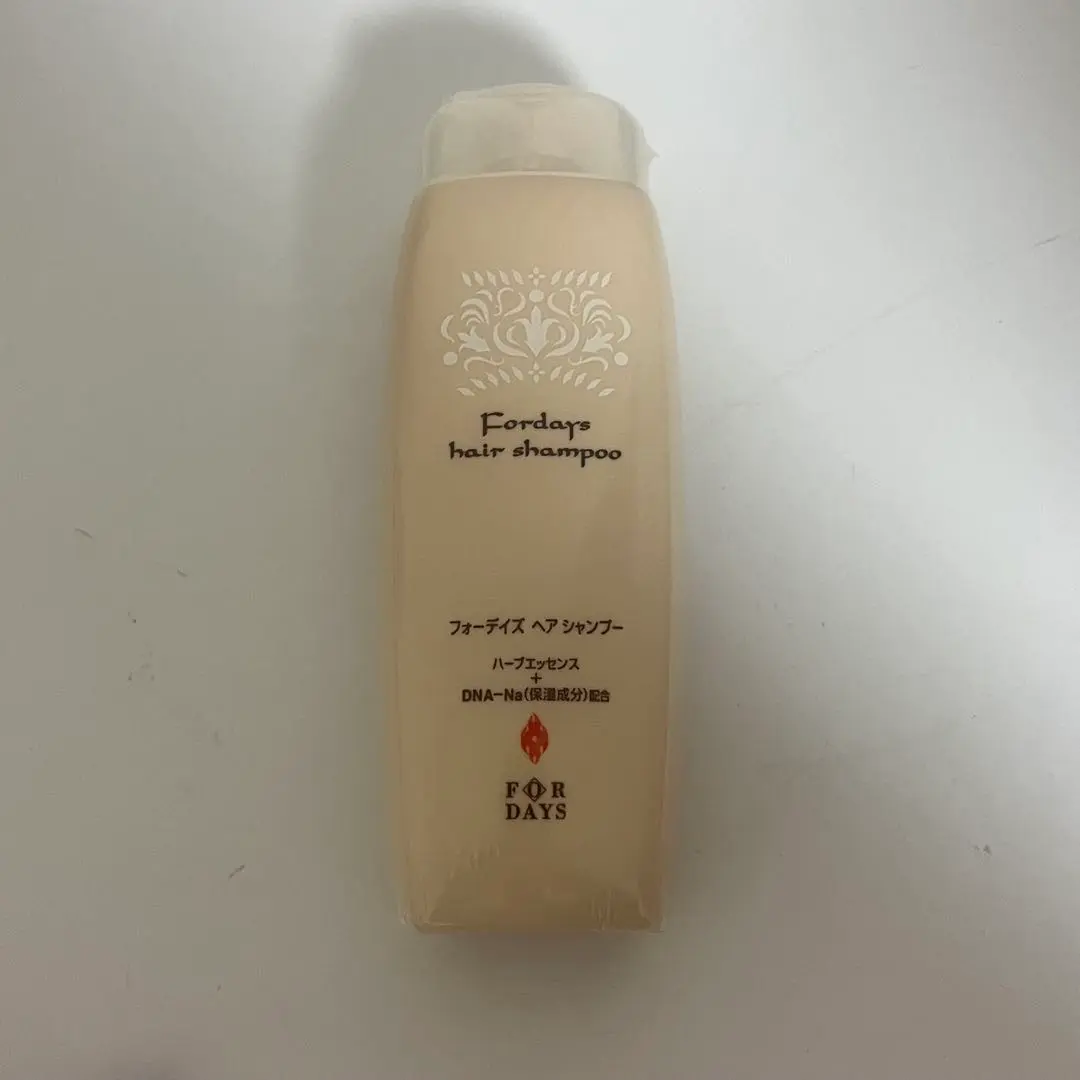 Fordays
hair shampoo
フォーデイズ ヘア シャンプー
ハーブエッセンス
+
DNA-Na(保湿成分)配合
FOR
DAYS